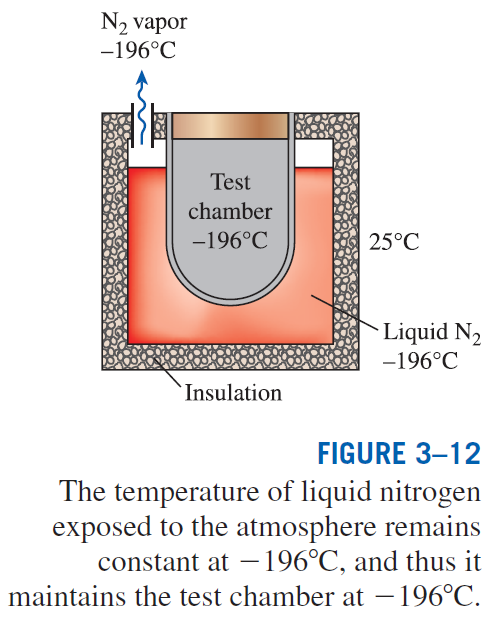 N₂ vapor
–196°C
Test
chamber
–196°C
25°C
Liquid N₂
–196°C
Insulation
FIGURE 3–12
The temperature of liquid nitrogen
exposed to the atmosphere remains
constant at −196°C, and thus it
maintains the test chamber at −196°C.